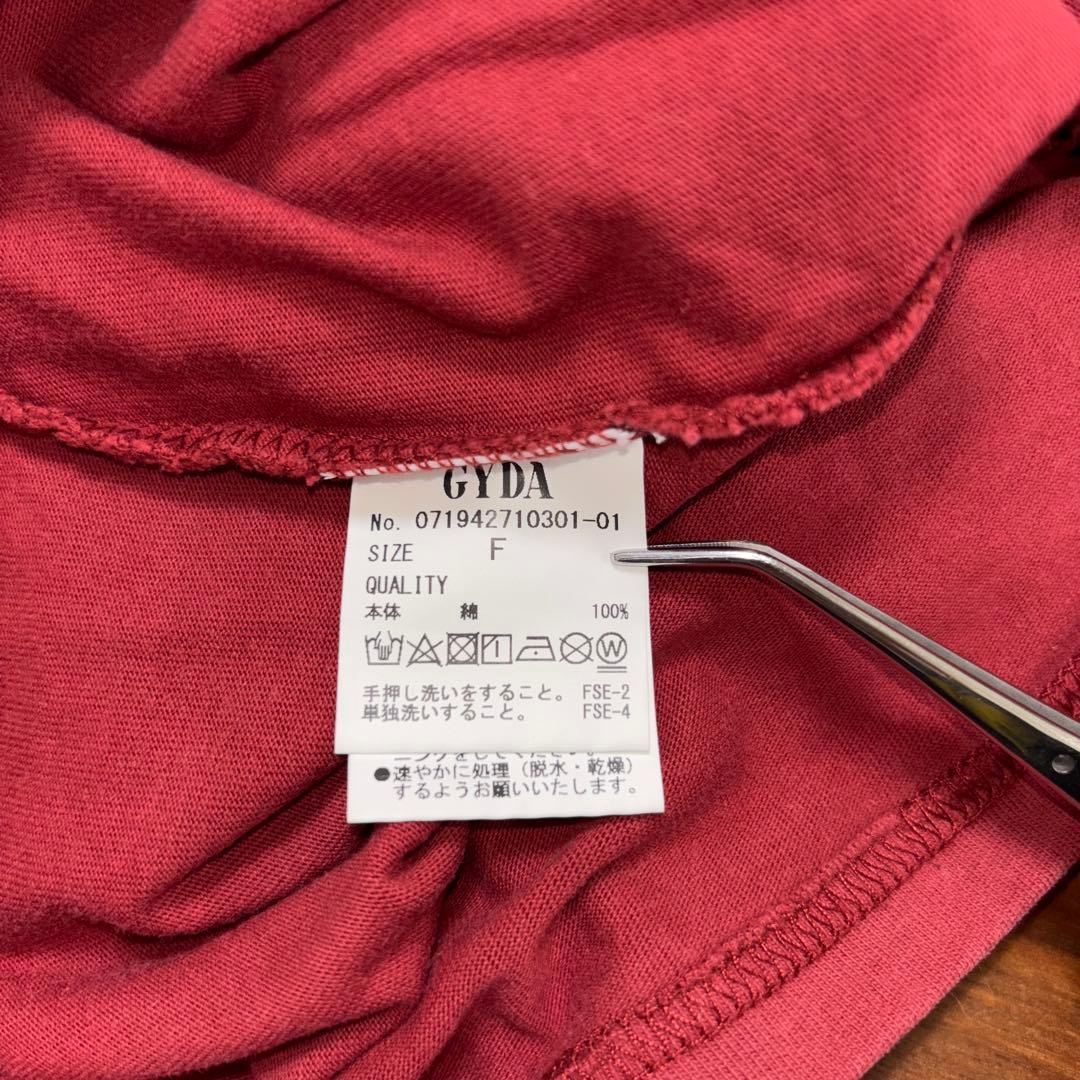 GYDA
No. 071942710301-01
SIZE F
QUALITY
本体 綿 100%
W
手押し洗いをすること。 FSE-2
単独洗いすること。 FSE-4
●速やかに処理（脱水・乾燥）
するようお願いいたします。